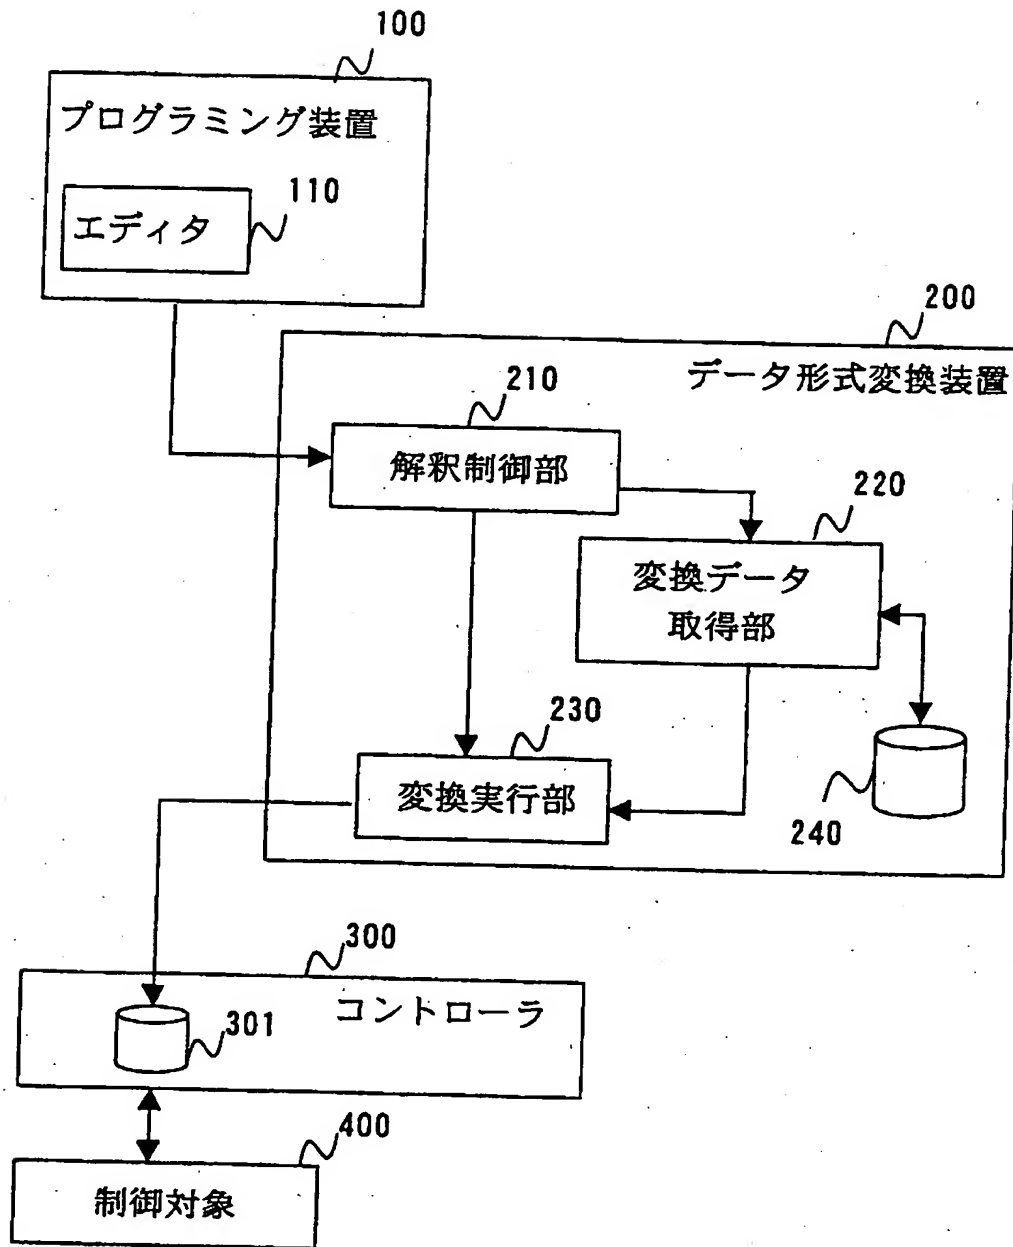 100
プログラミング装置
110
エディタ
200
データ形式変換装置
210
解釈制御部
220
変換データ
取得部
230
変換実行部
240
300
コントローラ
301
400
制御対象